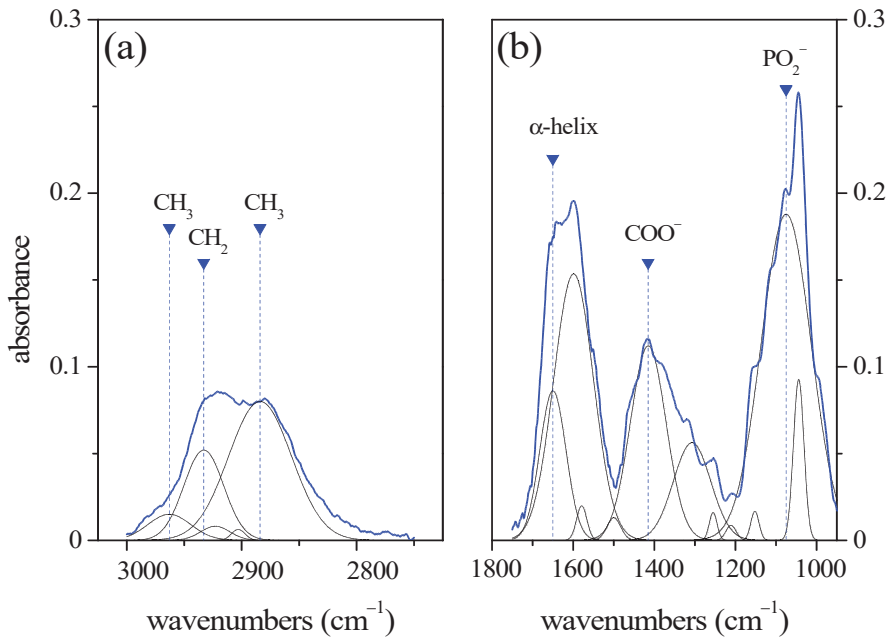 (a)
(b)
0.3
0.2
0.1
0
absorbance
CH₃
CH₂
CH₃
3000
2900
2800
wavenumbers (cm⁻¹)
α-helix
COO⁻
PO₂⁻
0.3
0.2
0.1
0
1800
1600
1400
1200
1000
wavenumbers (cm⁻¹)